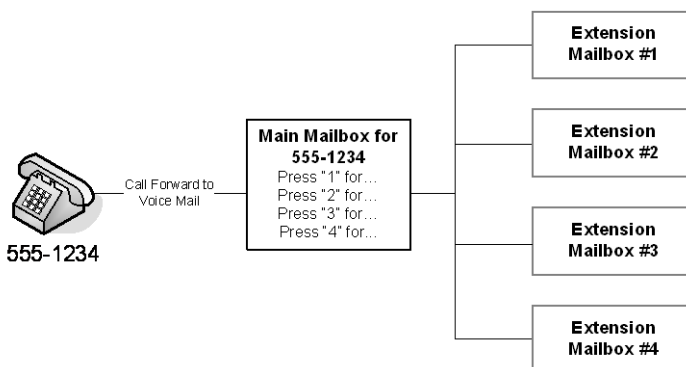 555-1234
Call Forward to
Voice Mail
Main Mailbox for
555-1234
Press "1" for...
Press "2" for...
Press "3" for...
Press "4" for...
Extension
Mailbox #1
Extension
Mailbox #2
Extension
Mailbox #3
Extension
Mailbox #4